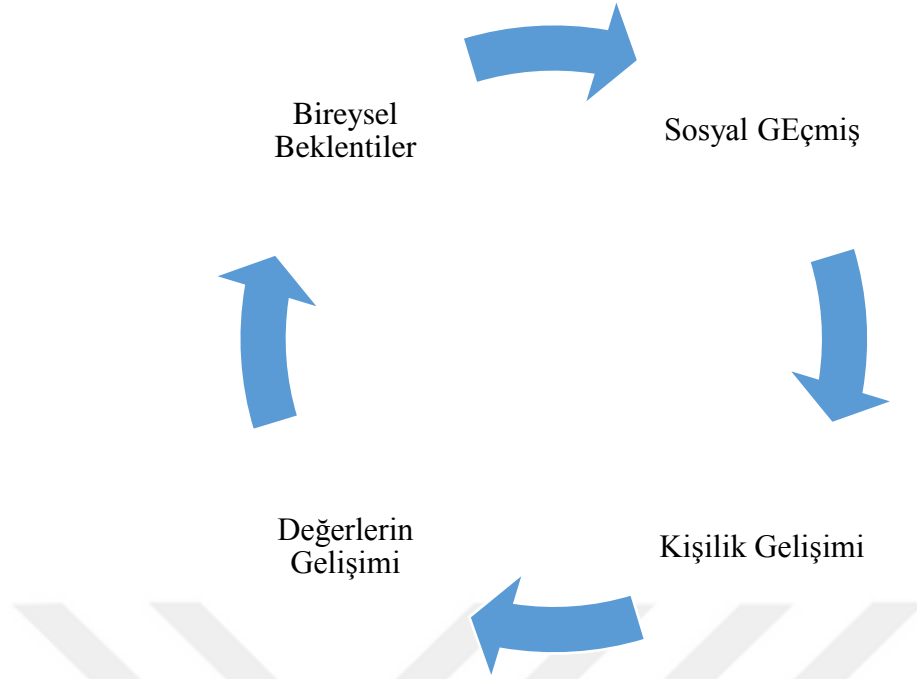 Bireysel
Beklentiler
Sosyal GEçmiş
Kişilik Gelişimi
Değerlerin
Gelişimi